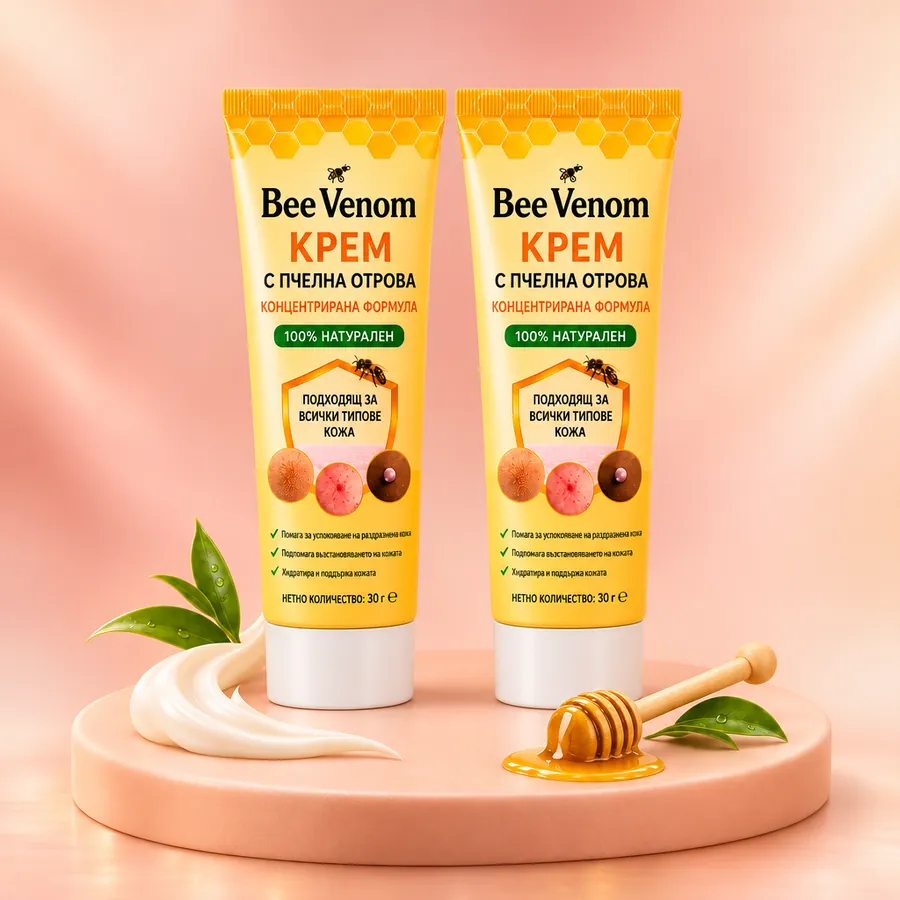 Bee Venom
КРЕМ
С ПЧЕЛНА ОТРОВА
КОНЦЕНТРИРАНА ФОРМУЛА
100% НАТУРАЛЕН
ПОДХОДЯЩ ЗА
ВСИЧКИ ТИПОВЕ
КОЖА
✓ Помага за успокояване на раздразнена кожа
✓ Подпомага възстановяването на кожата
✓ Хидратира и поддържа кожата
НЕТНО КОЛИЧЕСТВО: 30 г ℮
Bee Venom
КРЕМ
С ПЧЕЛНА ОТРОВА
КОНЦЕНТРИРАНА ФОРМУЛА
100% НАТУРАЛЕН
ПОДХОДЯЩ ЗА
ВСИЧКИ ТИПОВЕ
КОЖА
✓ Помага за успокояване на раздразнена кожа
✓ Подпомага възстановяването на кожата
✓ Хидратира и поддържа кожата
НЕТНО КОЛИЧЕСТВО: 30 г ℮